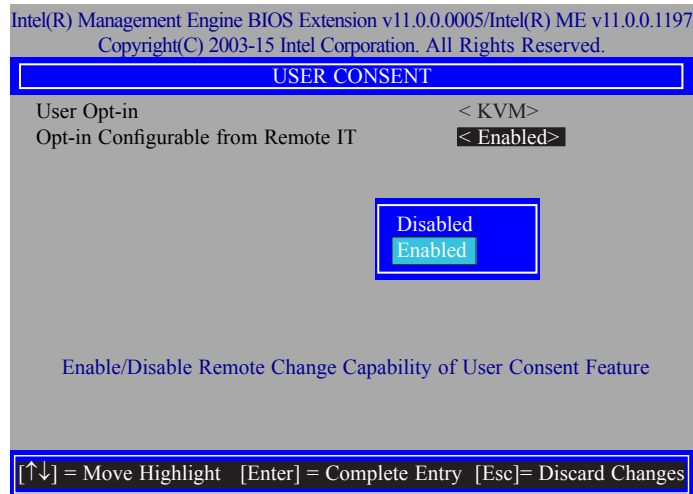 Intel(R) Management Engine BIOS Extension v11.0.0.0005/Intel(R) ME v11.0.0.1197
Copyright(C) 2003-15 Intel Corporation. All Rights Reserved.
USER CONSENT
User Opt-in < KVM>
Opt-in Configurable from Remote IT < Enabled>
Disabled
Enabled
Enable/Disable Remote Change Capability of User Consent Feature
[↑↓] = Move Highlight [Enter] = Complete Entry [Esc]= Discard Changes